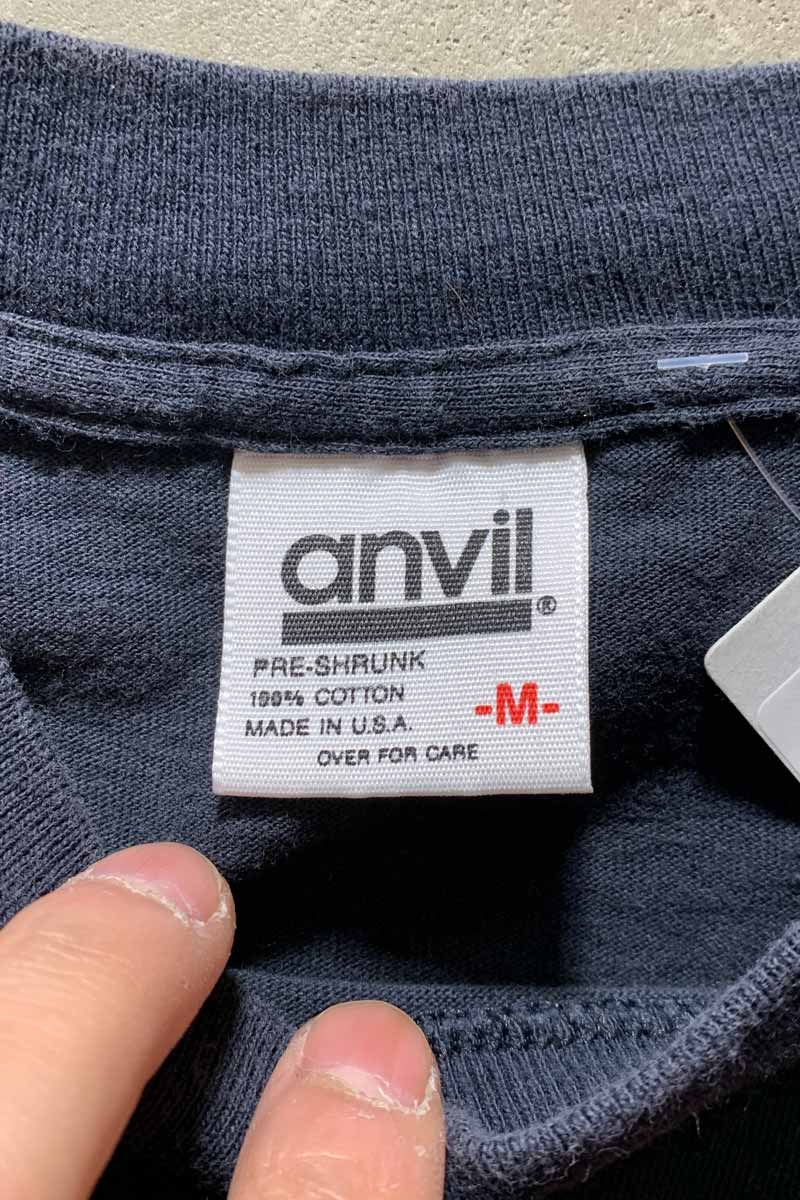 anvil®
PRE-SHRUNK
100% COTTON
MADE IN U.S.A.
-M-
OVER FOR CARE